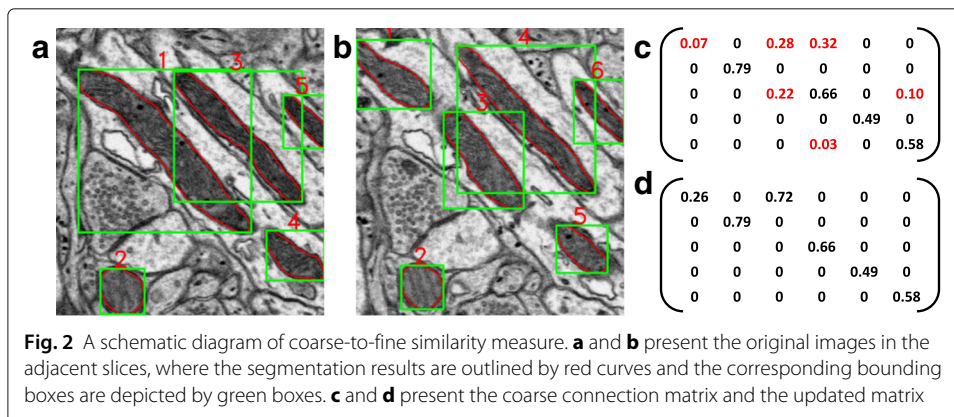 a
1
3
5
4
2
b
1
4
6
3
5
2
c
0.07 0 0.28 0.32 0 0
0 0.79 0 0 0 0
0 0 0.22 0.66 0 0.10
0 0 0 0 0.49 0
0 0 0 0.03 0 0.58
d
0.26 0 0.72 0 0 0
0 0.79 0 0 0 0
0 0 0 0.66 0 0
0 0 0 0 0.49 0
0 0 0 0 0 0.58
Fig. 2 A schematic diagram of coarse-to-fine similarity measure. a and b present the original images in the
adjacent slices, where the segmentation results are outlined by red curves and the corresponding bounding
boxes are depicted by green boxes. c and d present the coarse connection matrix and the updated matrix